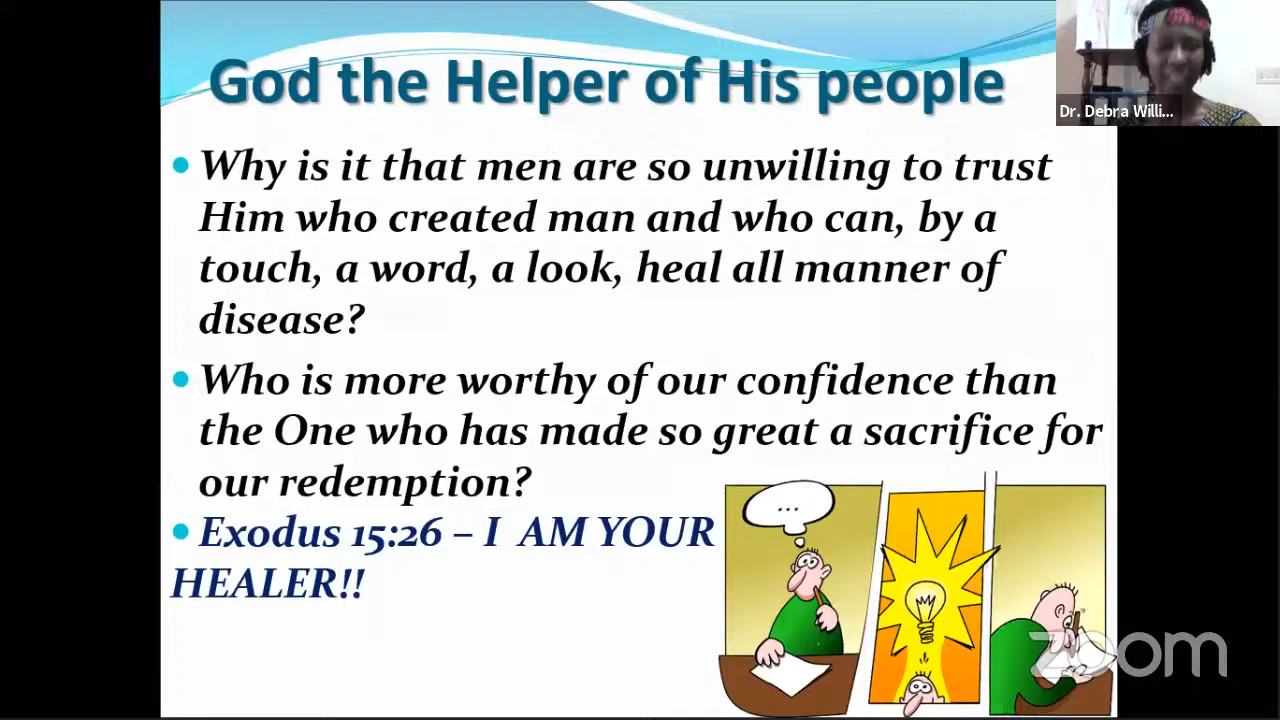 God the Helper of His people
Dr. Debra Willi...
• Why is it that men are so unwilling to trust
Him who created man and who can, by a
touch, a word, a look, heal all manner of
disease?
• Who is more worthy of our confidence than
the One who has made so great a sacrifice for
our redemption?
• Exodus 15:26 – I AM YOUR
HEALER!!
...
zoom